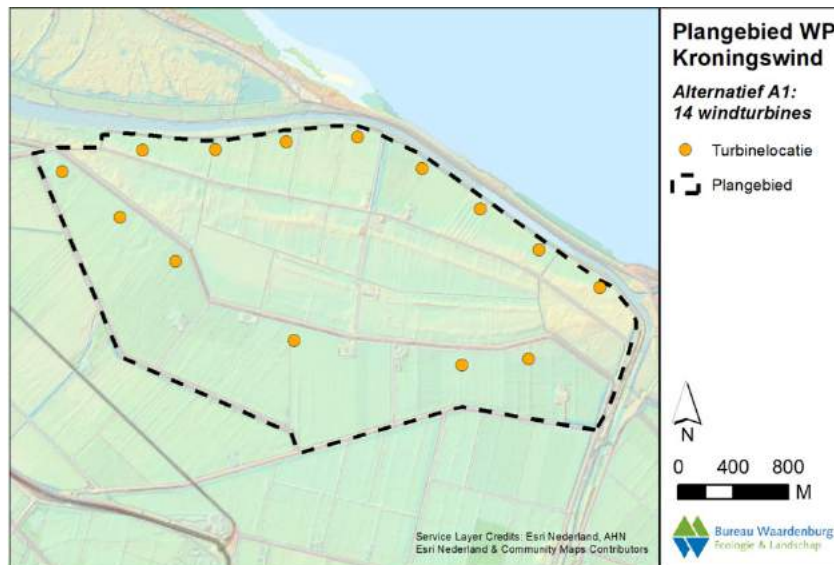 Plangebied WP
Kroningswind
Alternatief A1:
14 windturbines
Turbinelocatie
Plangebied
N
0 400 800
M
Bureau Waardenburg
Ecologie & Landschap
Service Layer Credits: Esri Nederland, AHN
Esri Nederland & Community Maps Contributors